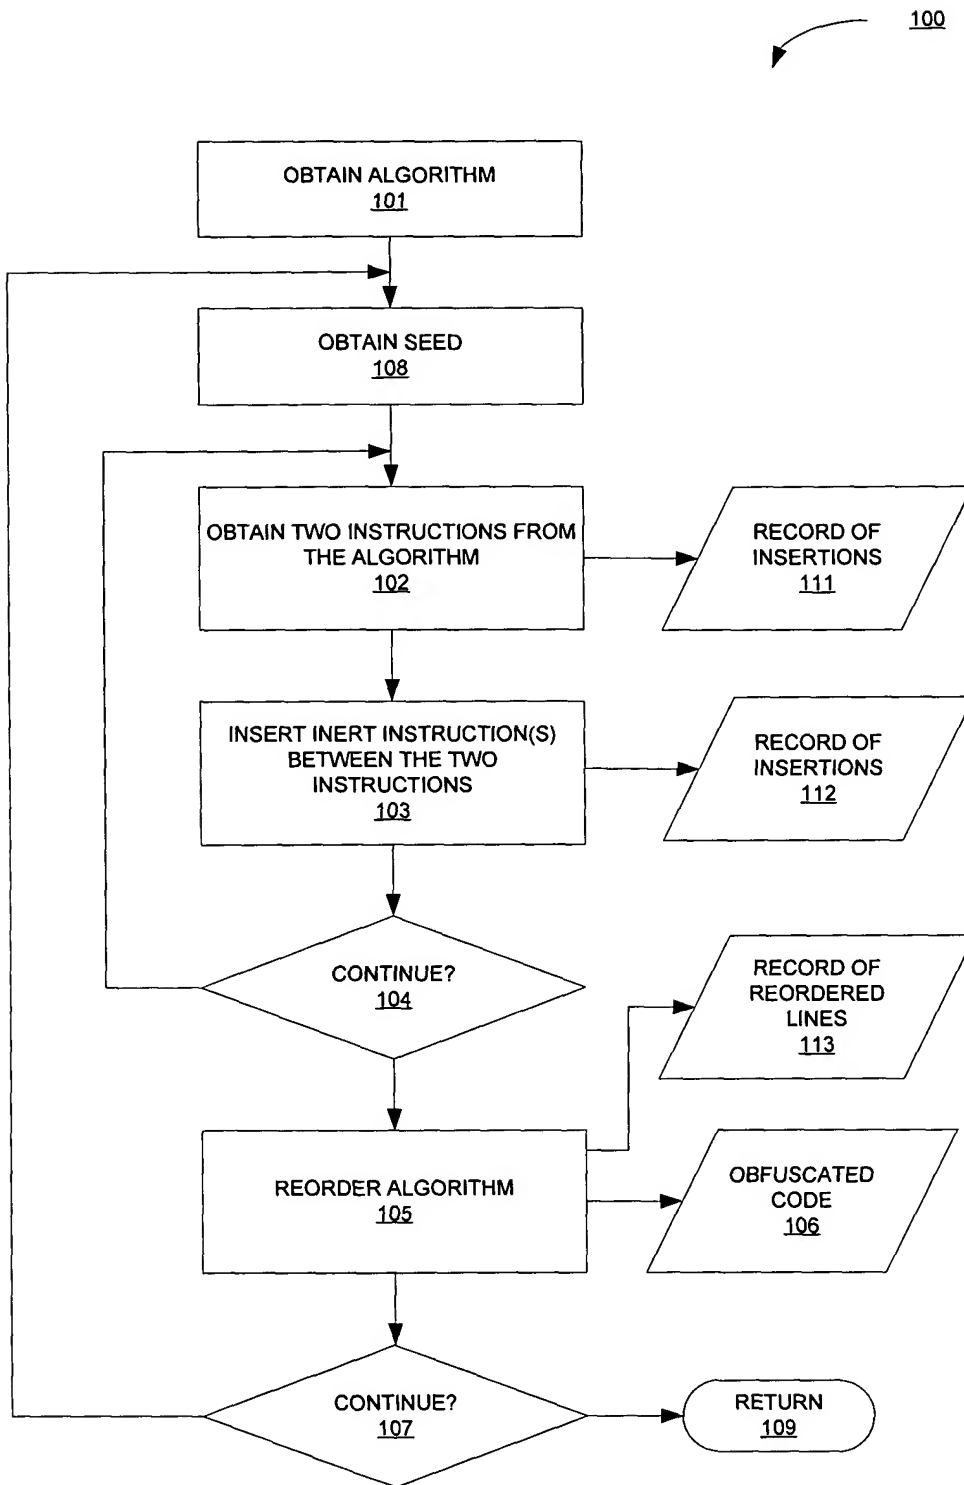 100
OBTAIN ALGORITHM
101
OBTAIN SEED
108
OBTAIN TWO INSTRUCTIONS FROM
THE ALGORITHM
102
RECORD OF
INSERTIONS
111
INSERT INERT INSTRUCTION(S)
BETWEEN THE TWO
INSTRUCTIONS
103
RECORD OF
INSERTIONS
112
CONTINUE?
104
RECORD OF
REORDERED
LINES
113
REORDER ALGORITHM
105
OBFUSCATED
CODE
106
CONTINUE?
107
RETURN
109